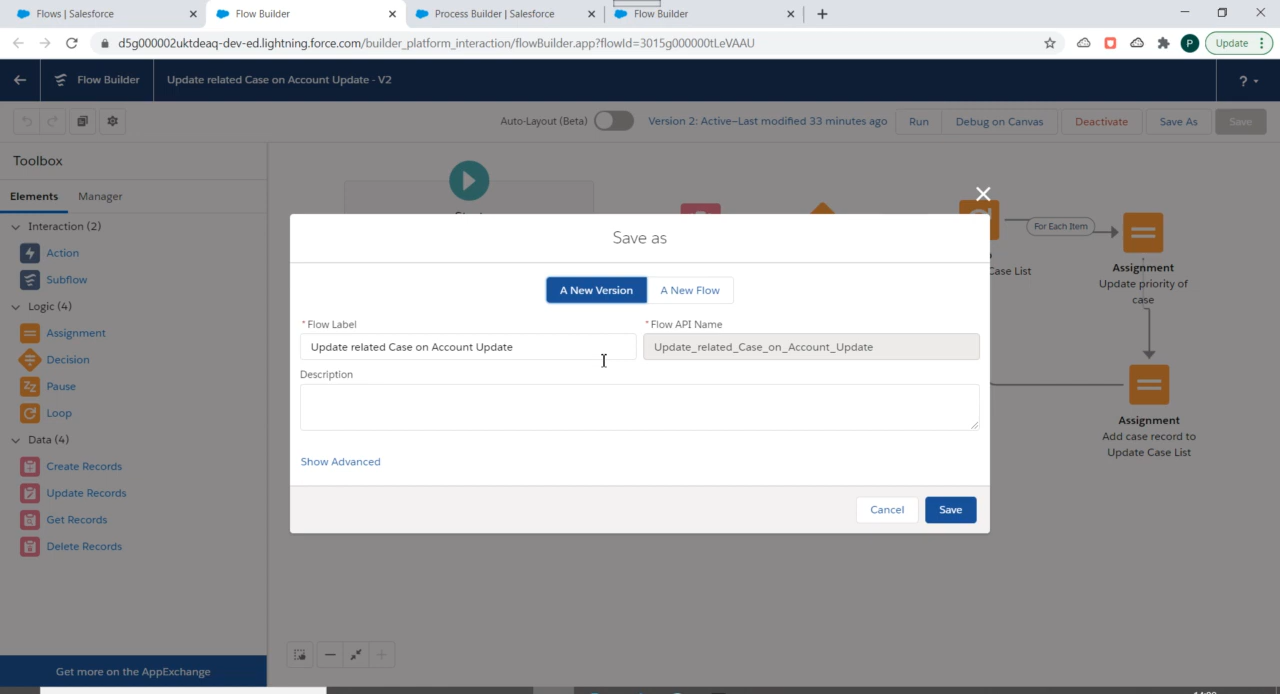 Flows | Salesforce
Flow Builder
Process Builder | Salesforce
Flow Builder
d5g000002uktdeaq-dev-ed.lightning.force.com/builder_platform_interaction/flowBuilder.app?flowId=3015g000000tLeVAAU
P
Update
Flow Builder
Update related Case on Account Update - V2
?
Auto-Layout (Beta)
Version 2: Active—Last modified 33 minutes ago
Run
Debug on Canvas
Deactivate
Save As
Save
Toolbox
Elements
Manager
Interaction (2)
Action
Subflow
Logic (4)
Assignment
Decision
Pause
Loop
Data (4)
Create Records
Update Records
Get Records
Delete Records
Get more on the AppExchange
For Each Item
Case List
Assignment
Update priority of
case
Assignment
Add case record to
Update Case List
Save as
A New Version
A New Flow
* Flow Label
Update related Case on Account Update
* Flow API Name
Update_related_Case_on_Account_Update
Description
Show Advanced
Cancel
Save